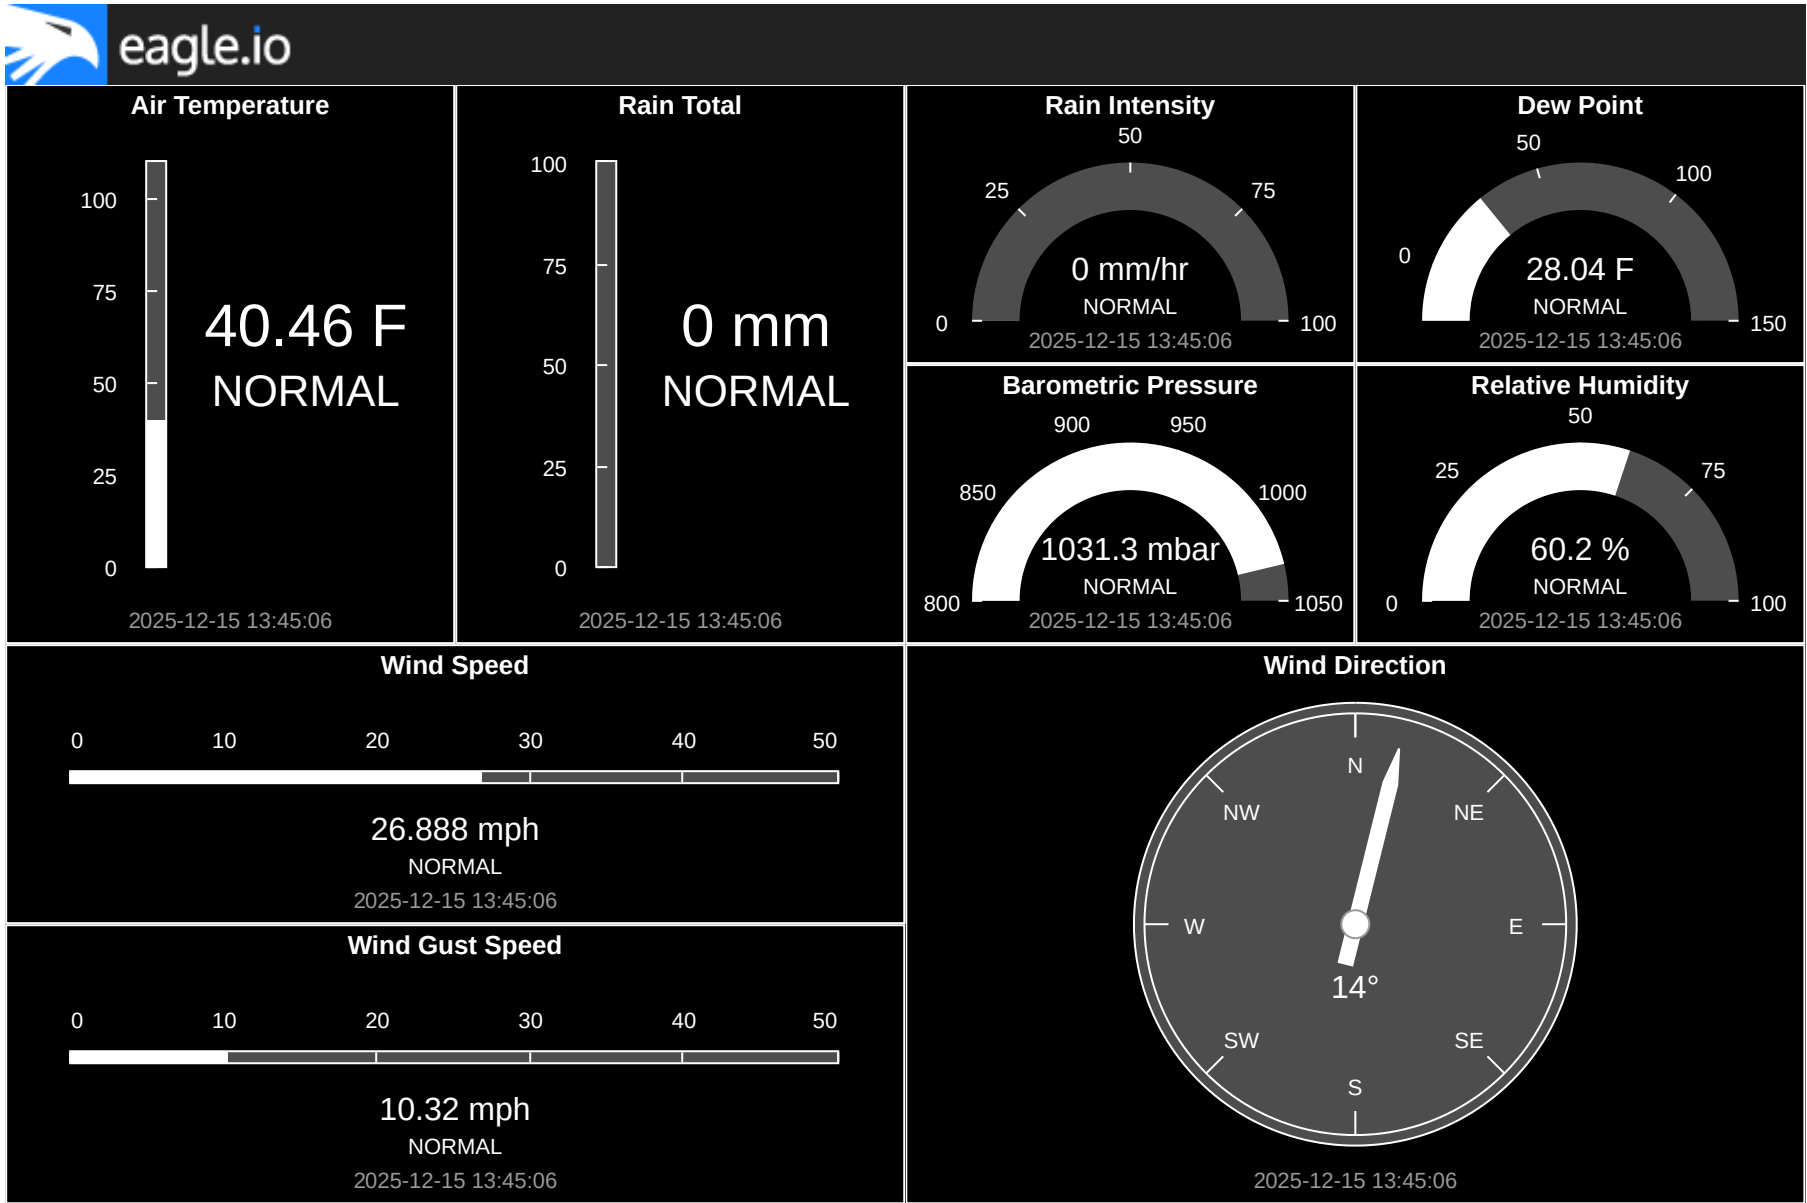 eagle.io
Air Temperature
100
75
50
25
0
40.46 F
NORMAL
2025-12-15 13:45:06
Rain Total
100
75
50
25
0
0 mm
NORMAL
2025-12-15 13:45:06
Rain Intensity
50
25
75
0
100
0 mm/hr
NORMAL
2025-12-15 13:45:06
Dew Point
50
100
0
150
28.04 F
NORMAL
2025-12-15 13:45:06
Barometric Pressure
900
950
850
1000
800
1050
1031.3 mbar
NORMAL
2025-12-15 13:45:06
Relative Humidity
50
25
75
0
100
60.2 %
NORMAL
2025-12-15 13:45:06
Wind Speed
0 10 20 30 40 50
26.888 mph
NORMAL
2025-12-15 13:45:06
Wind Gust Speed
0 10 20 30 40 50
10.32 mph
NORMAL
2025-12-15 13:45:06
Wind Direction
N
NW
NE
W
E
14°
SW
SE
S
2025-12-15 13:45:06